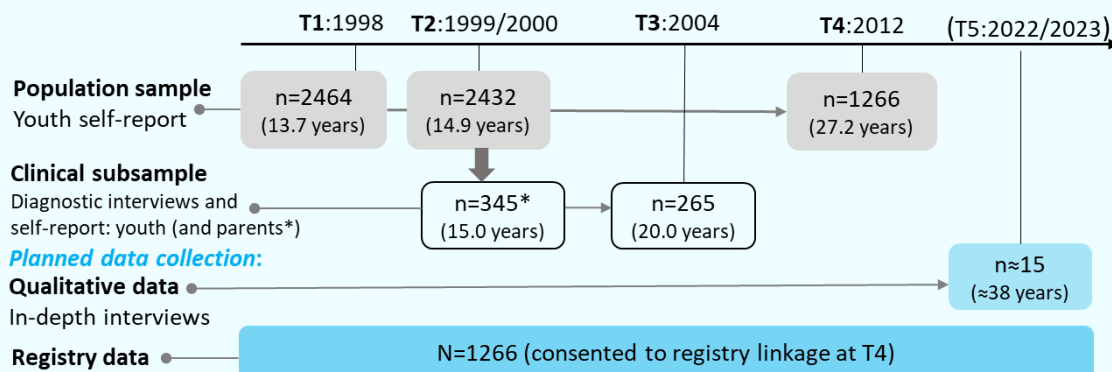 T1:1998
T2:1999/2000
T3:2004
T4:2012
(T5:2022/2023)
Population sample
Youth self-report
n=2464
(13.7 years)
n=2432
(14.9 years)
n=1266
(27.2 years)
Clinical subsample
Diagnostic interviews and
self-report: youth (and parents*)
n=345*
(15.0 years)
n=265
(20.0 years)
Planned data collection:
Qualitative data
In-depth interviews
n≈15
(≈38 years)
Registry data
N=1266 (consented to registry linkage at T4)